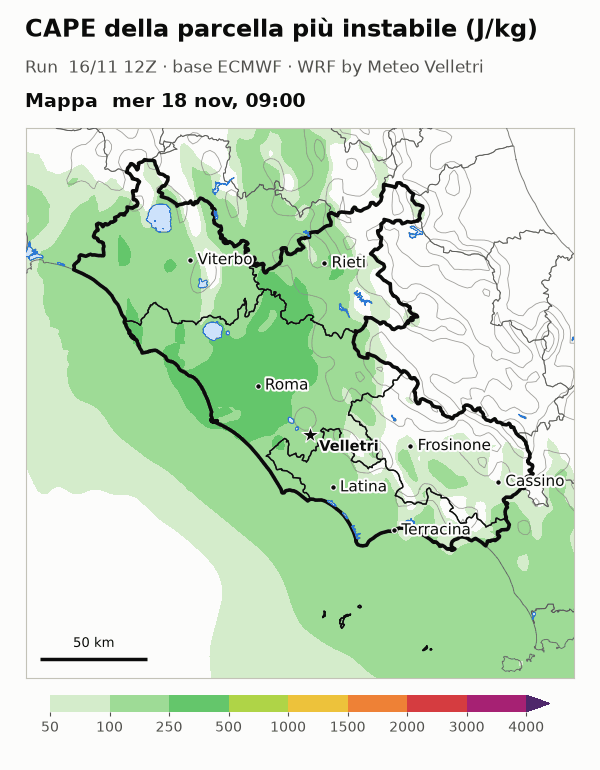 CAPE della parcella più instabile (J/kg)
Run  16/11 12Z · base ECMWF · WRF by Meteo Velletri
Mappa  mer 18 nov, 09:00
Viterbo
Rieti
Roma
Velletri
Frosinone
Cassino
Latina
Terracina
50 km
50 100 250 500 1000 1500 2000 3000 4000